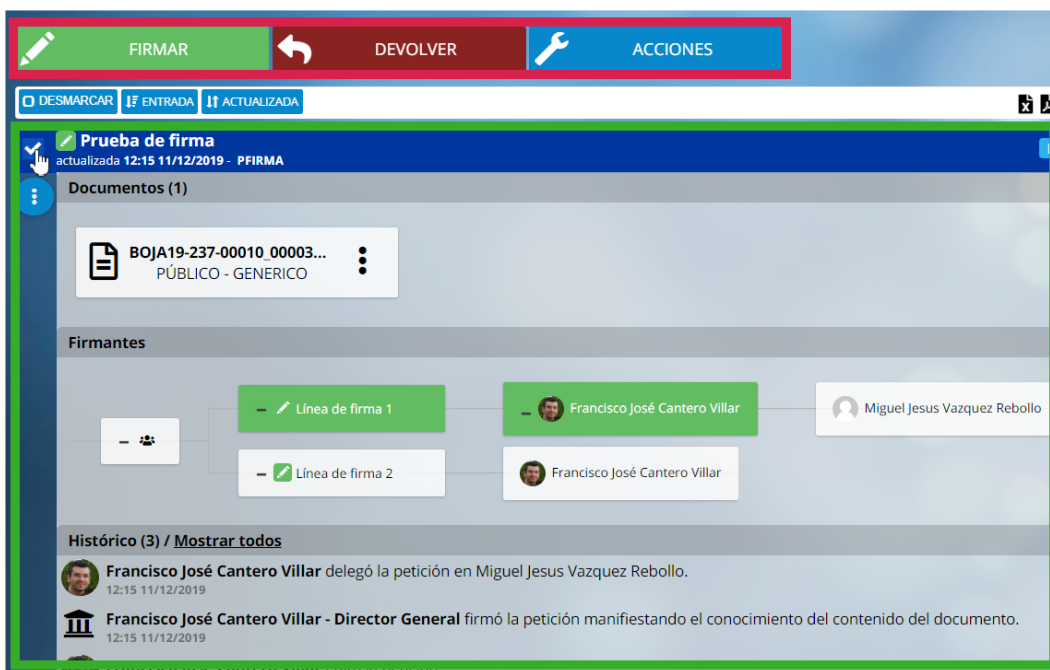 FIRMAR DEVOLVER ACCIONES
DESMARCAR ENTRADA ACTUALIZADA
Prueba de firma
actualizada 12:15 11/12/2019 - PFIRMA
Documentos (1)
BOJA19-237-00010_00003...
PÚBLICO - GENERICO
Firmantes
Línea de firma 1 Francisco José Cantero Villar Miguel Jesus Vazquez Rebollo
Línea de firma 2 Francisco José Cantero Villar
Histórico (3) / Mostrar todos
Francisco José Cantero Villar delegó la petición en Miguel Jesus Vazquez Rebollo.
12:15 11/12/2019
Francisco José Cantero Villar - Director General firmó la petición manifestando el conocimiento del contenido del documento.
12:15 11/12/2019